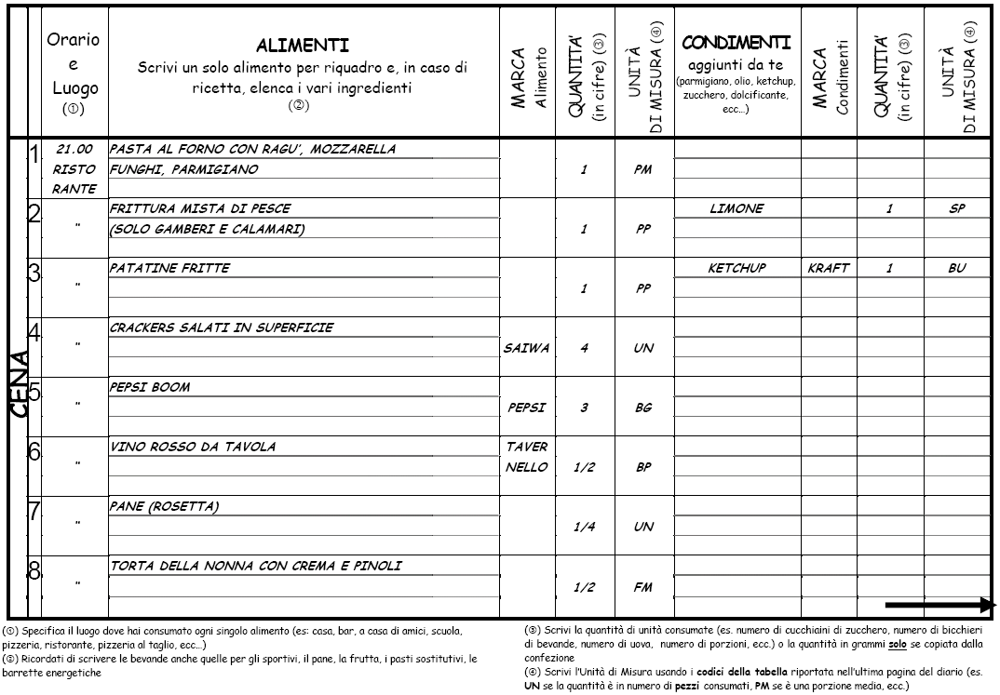 Orario
e
Luogo
(①)
ALIMENTI
Scrivi un solo alimento per riquadro e, in caso di
ricetta, elenca i vari ingredienti
(②)
MARCA
Alimento
QUANTITA' (③)
(in cifre)
UNITÀ
DI MISURA (④)
CONDIMENTI
aggiunti da te
(parmigiano, olio, ketchup,
zucchero, dolcificante,
ecc...)
MARCA
Condimenti
QUANTITA' (③)
(in cifre)
UNITÀ
DI MISURA (④)
CENA
1 21.00 PASTA AL FORNO CON RAGU', MOZZARELLA
RISTO FUNGHI, PARMIGIANO 1 PM
RANTE
2 FRITTURA MISTA DI PESCE LIMONE 1 SP
" (SOLO GAMBERI E CALAMARI) 1 PP
3 PATATINE FRITTE KETCHUP KRAFT 1 BU
" 1 PP
4 CRACKERS SALATI IN SUPERFICIE
" SAIWA 4 UN
5 PEPSI BOOM
" PEPSI 3 BG
6 VINO ROSSO DA TAVOLA TAVER
" NELLO 1/2 BP
7 PANE (ROSETTA)
" 1/4 UN
8 TORTA DELLA NONNA CON CREMA E PINOLI
" 1/2 FM
(①) Specifica il luogo dove hai consumato ogni singolo alimento (es: casa, bar, a casa di amici, scuola,
pizzeria, ristorante, pizzeria al taglio, ecc...)
(②) Ricordati di scrivere le bevande anche quelle per gli sportivi, il pane, la frutta, i pasti sostitutivi, le
barrette energetiche
(③) Scrivi la quantità di unità consumate (es. numero di cucchiaini di zucchero, numero di bicchieri
di bevande, numero di uova, numero di porzioni, ecc.) o la quantità in grammi solo se copiata dalla
confezione
(④) Scrivi l'Unità di Misura usando i codici della tabella riportata nell'ultima pagina del diario (es.
UN se la quantità è in numero di pezzi consumati, PM se è una porzione media, ecc.)